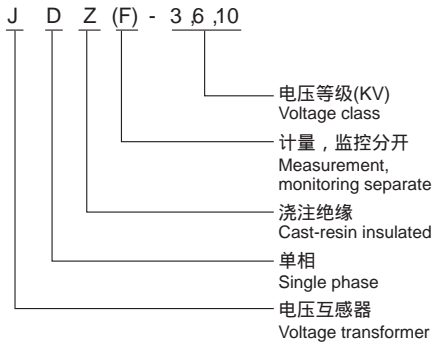 J D Z (F) - 3,6,10
电压等级(KV)
Voltage class
计量，监控分开
Measurement,
monitoring separate
浇注绝缘
Cast-resin insulated
单相
Single phase
电压互感器
Voltage transformer